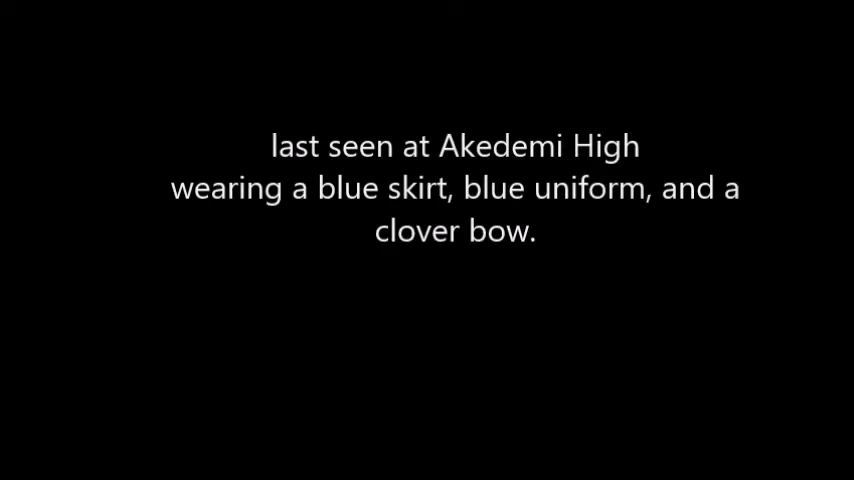 last seen at Akedemi High
wearing a blue skirt, blue uniform, and a
clover bow.